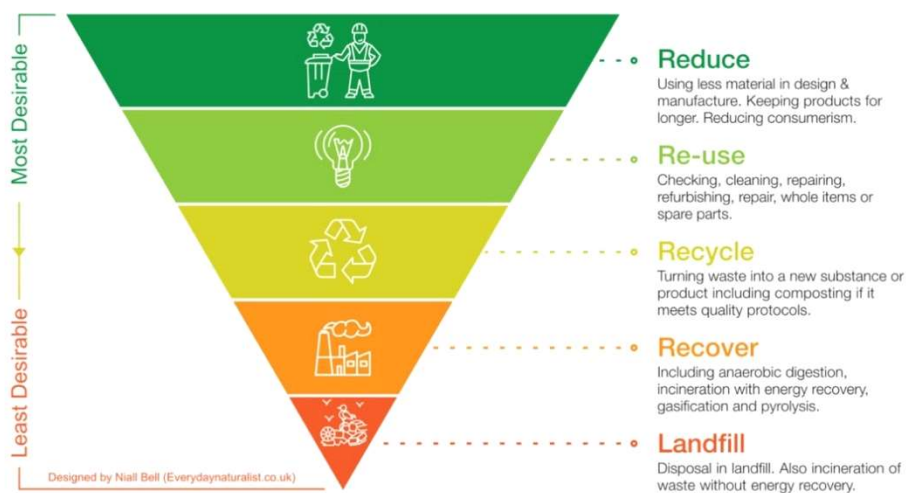 Most Desirable
Least Desirable
Reduce
Using less material in design &
manufacture. Keeping products for
longer. Reducing consumerism.
Re-use
Checking, cleaning, repairing,
refurbishing, repair, whole items or
spare parts.
Recycle
Turning waste into a new substance or
product including composting if it
meets quality protocols.
Recover
Including anaerobic digestion,
incineration with energy recovery,
gasification and pyrolysis.
Landfill
Disposal in landfill. Also incineration of
waste without energy recovery.
Designed by Niall Bell (Everydaynaturalist.co.uk)